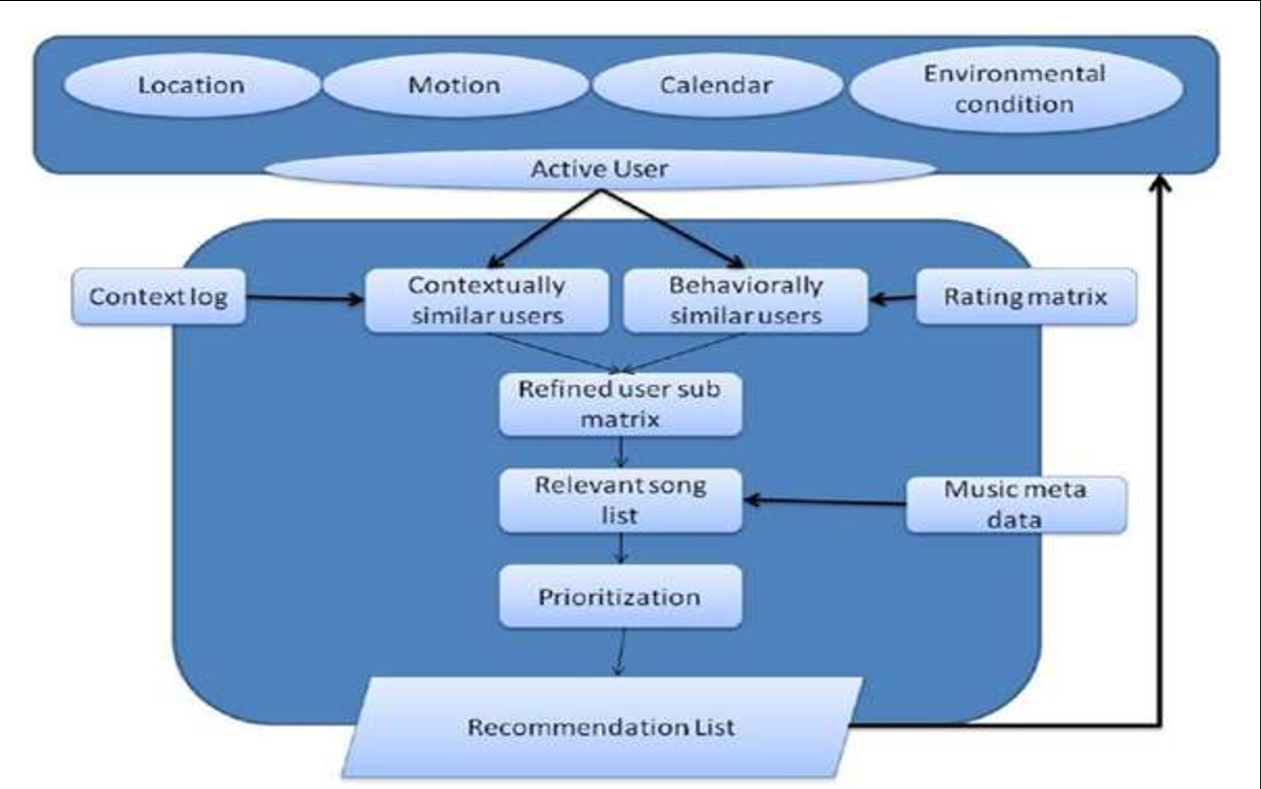 Location
Motion
Calendar
Environmental
condition
Active User
Context log
Contextually
similar users
Behaviorally
similar users
Rating matrix
Refined user sub
matrix
Relevant song
list
Music meta
data
Prioritization
Recommendation List